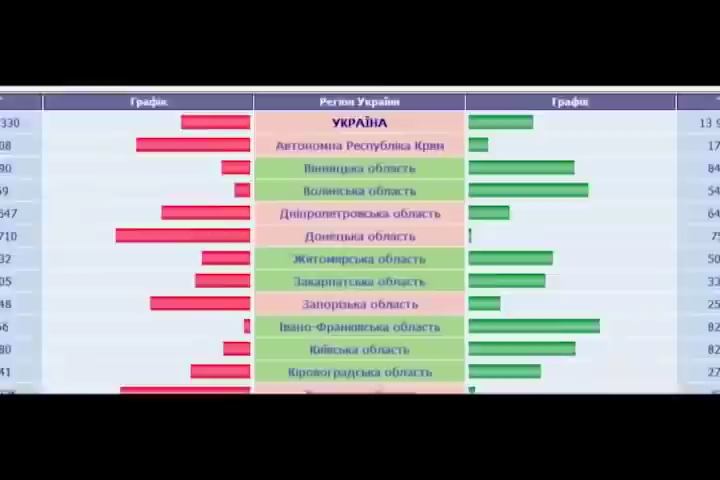 Графік Регіон України Графік
330 УКРАЇНА 13 9
08 Автономна Республіка Крим 17
90 Вінницька область 84
59 Волинська область 54
647 Дніпропетровська область 64
710 Донецька область 75
32 Житомирська область 50
05 Закарпатська область 33
48 Запорізька область 25
56 Івано-Франківська область 82
80 Київська область 82
41 Кіровоградська область 27